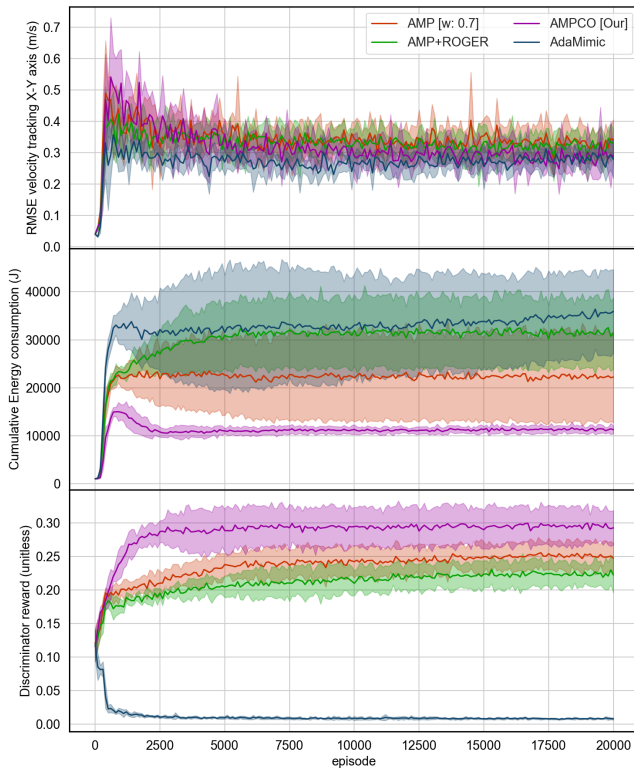 AMP [w: 0.7]
AMP+ROGER
AMPCO [Our]
AdaMimic
RMSE velocity tracking X-Y axis (m/s)
0.7
0.6
0.5
0.4
0.3
0.2
0.1
0.0
Cumulative Energy consumption (J)
40000
30000
20000
10000
0
Discriminator reward (unitless)
0.30
0.25
0.20
0.15
0.10
0.05
0.00
0 2500 5000 7500 10000 12500 15000 17500 20000
episode